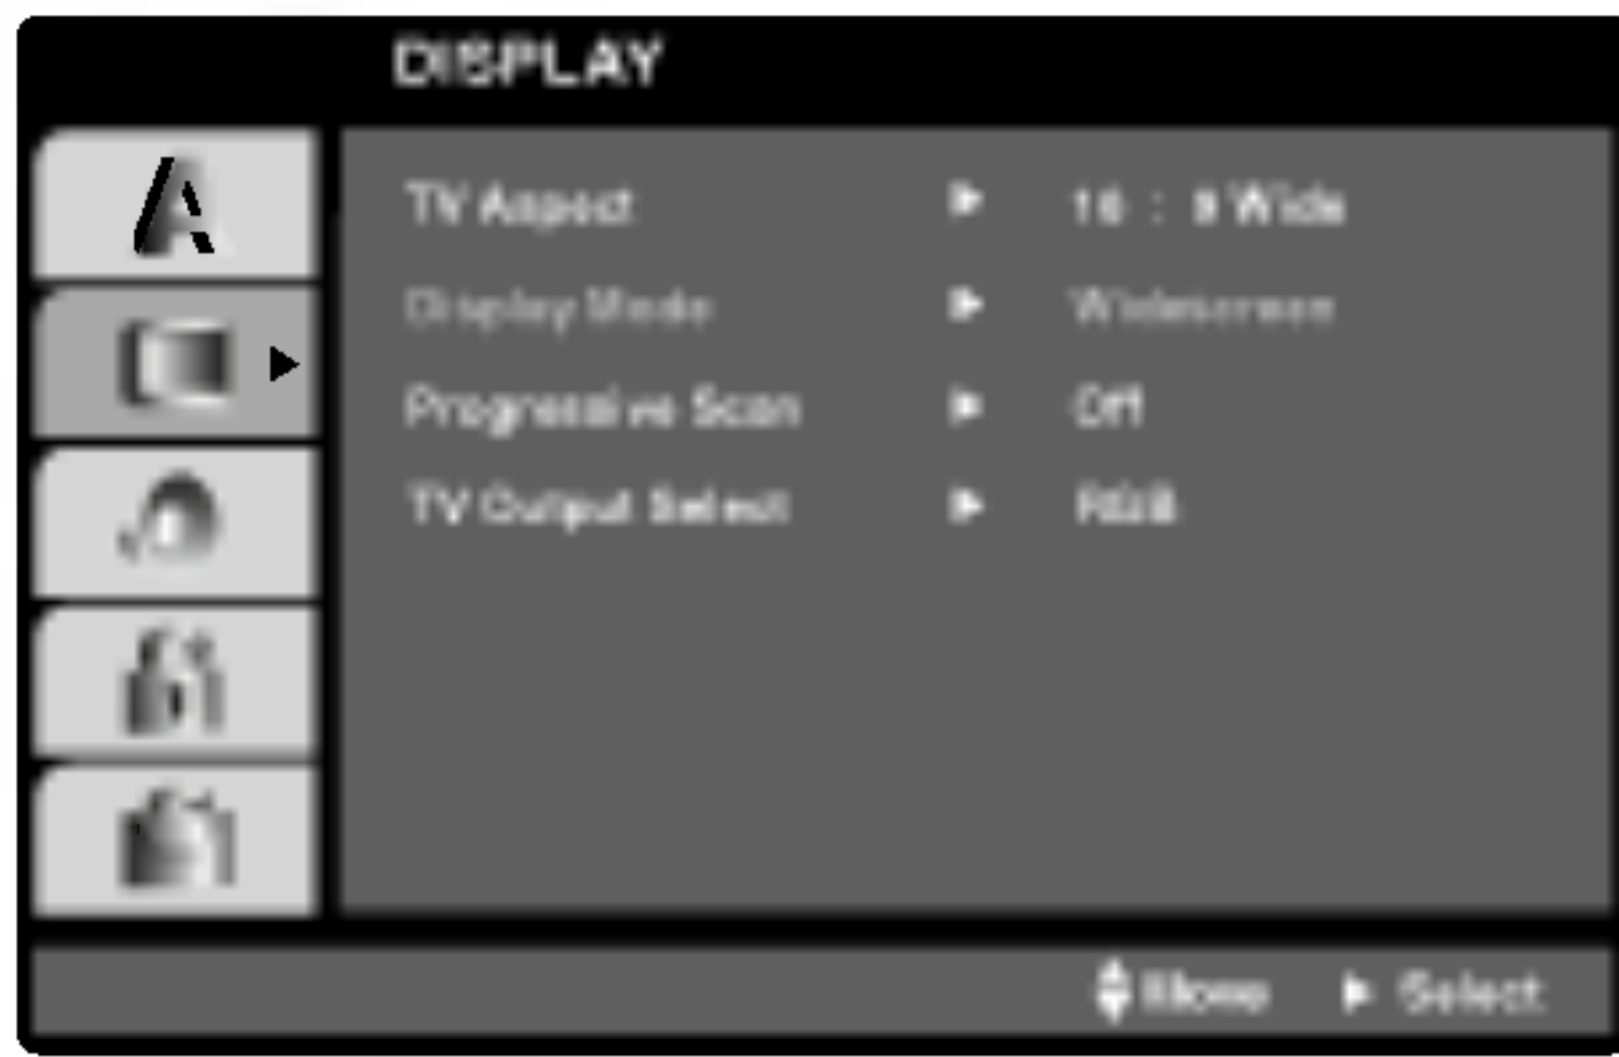 DISPLAY
TV Aspect ► 16 : 9 Wide
Display Mode ► Widescreen
Progressive Scan ► Off
TV Output Select ► RGB
Move ► Select